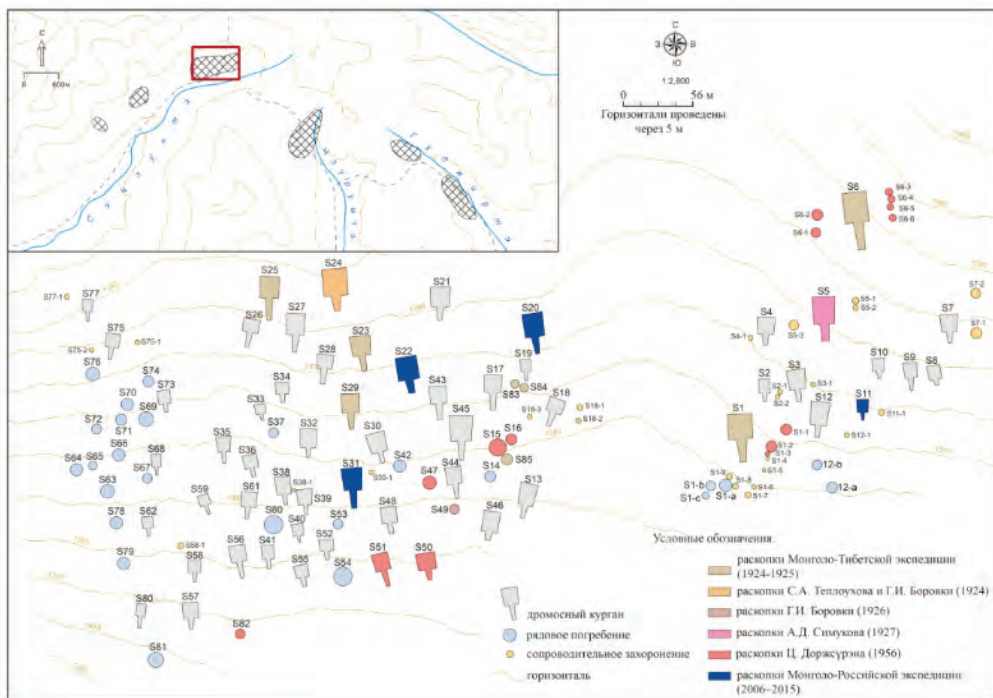 С
0 600м
Суцзуктэ
Цзурумтэ
Гуджиртэ
С
З В
Ю
1:2,800
0 56 м
Горизонтали проведены
через 5 м
S6
S6-3
S6-4
S6-5
S6-6
S6-2
S6-1
S24
S25
S21
S5
S5-1
S5-2
S5-3
S7-2
S7
S7-1
S77-1
S77
S27
S26
S20
S4
S4-1
S75
S75-1
S75-2
S76
S23
S22
S28
S19
S10
S9
S8
S74
S73
S34
S29
S43
S17
S83
S84
S18
S18-1
S18-2
S18-3
S2
S2-1
S2-2
S3
S3-1
S12
S11
S11-1
S12-1
S70
S69
S72
S71
S33
S37
S32
S30
S45
S15
S16
S85
S1
S1-1
S1-2
S1-3
S1-4
S1-5
S66
S68
S64
S65
S67
S35
S36
S31
S42
S47
S44
S14
S13
12-b
12-a
S63
S59
S61
S38
S38-1
S39
S48
S49
S46
S1-b
S1-8
S1-6
S1-c
S1-a
S1-7
S78
S62
S60
S40
S53
S79
S58
S56
S41
S55
S52
S54
S51
S50
S80
S57
S82
S81
Условные обозначения
дромосный курган
рядовое погребение
сопроводительное захоронение
горизонталь
раскопки Монголо-Тибетской экспедиции
(1924-1925)
раскопки С.А. Теплоухова и Г.И. Боровки (1924)
раскопки Г.И. Боровки (1926)
раскопки А.Д. Симукова (1927)
раскопки Ц. Доржсурэна (1956)
раскопки Монголо-Российской экспедиции
(2006–2015)